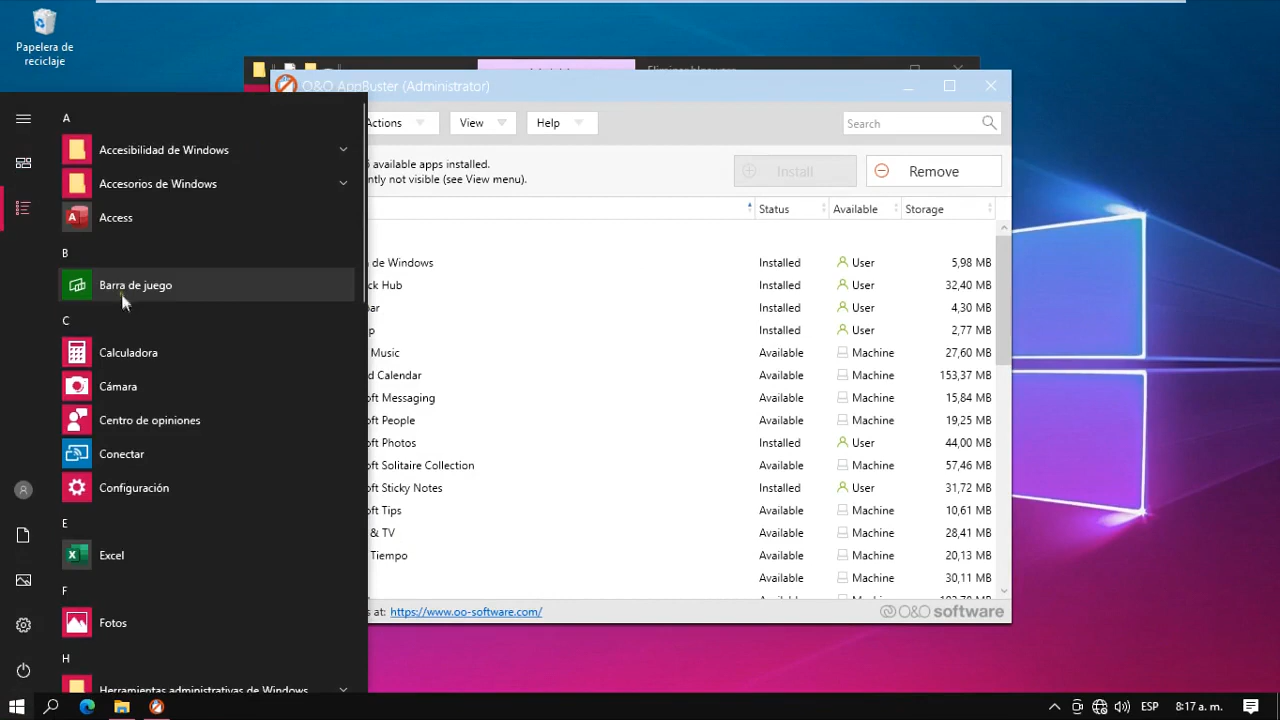 Papelera de
reciclaje
O&O AppBuster (Administrator)
A
Accesibilidad de Windows
Accesorios de Windows
Access
B
Barra de juego
C
Calculadora
Cámara
Centro de opiniones
Conectar
Configuración
E
Excel
F
Fotos
H
Herramientas administrativas de Windows
Actions
View
Help
Search
available apps installed.
ntly not visible (see View menu).
Install
Remove
Status
Available
Storage
de Windows Installed User 5,98 MB
ck Hub Installed User 32,40 MB
ar Installed User 4,30 MB
p Installed User 2,77 MB
Music Available Machine 27,60 MB
d Calendar Available Machine 153,37 MB
oft Messaging Available Machine 15,84 MB
oft People Available Machine 19,25 MB
oft Photos Installed User 44,00 MB
oft Solitaire Collection Available Machine 57,46 MB
oft Sticky Notes Installed User 31,72 MB
oft Tips Available Machine 10,61 MB
& TV Available Machine 28,41 MB
Tiempo Available Machine 20,13 MB
Available Machine 30,11 MB
s at: https://www.oo-software.com/
O&O software
ESP
8:17 a. m.